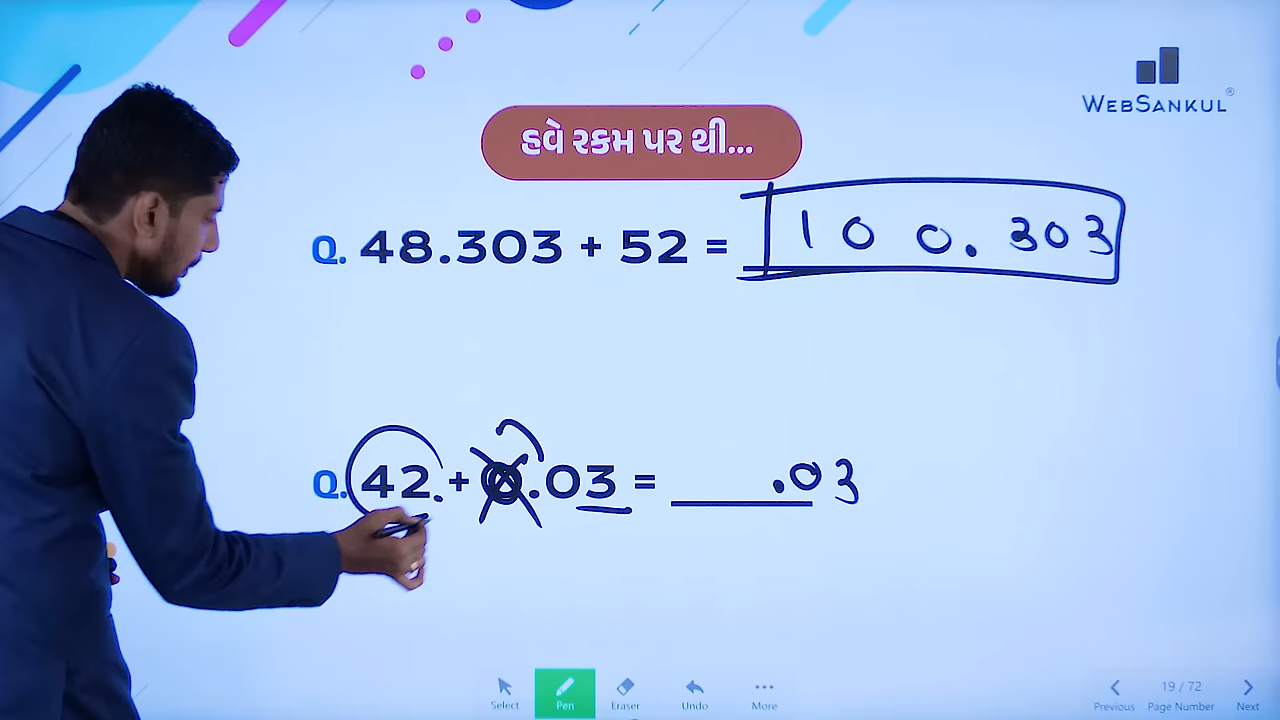 WEBSANKUL®
હવે રકમ પર થી...
Q. 48.303 + 52 = 100.303
Q. 42. + 0.03 = .03
Select Pen Eraser Undo More
Previous 19 / 72 Page Number Next